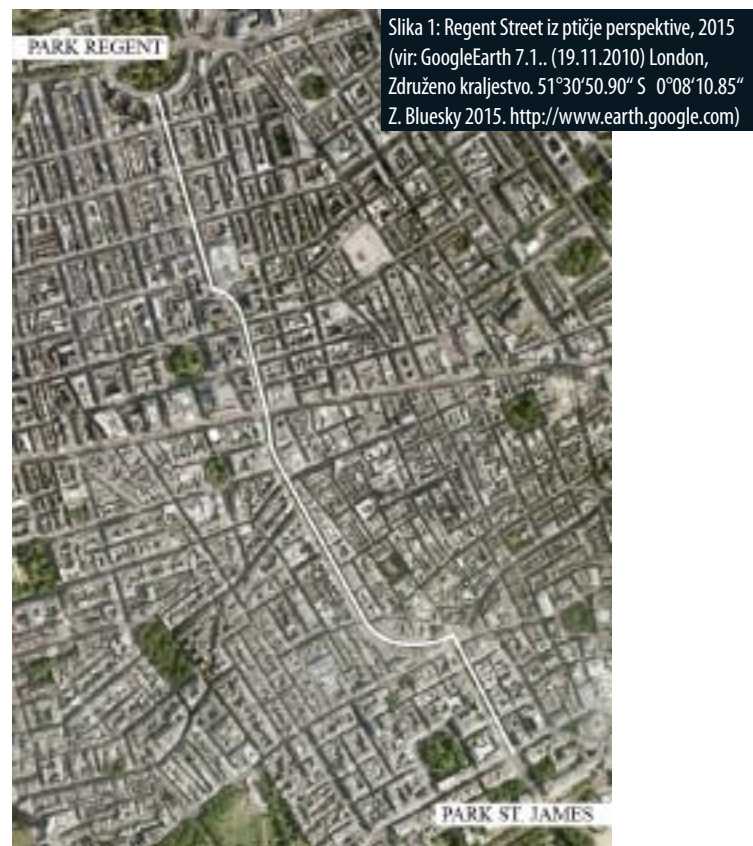 PARK REGENT
Slika 1: Regent Street iz ptičje perspektive, 2015
(vir: GoogleEarth 7.1.. (19.11.2010) London,
Združeno kraljestvo. 51°30‘50.90“ S 0°08‘10.85“
Z. Bluesky 2015. http://www.earth.google.com)
PARK ST. JAMES